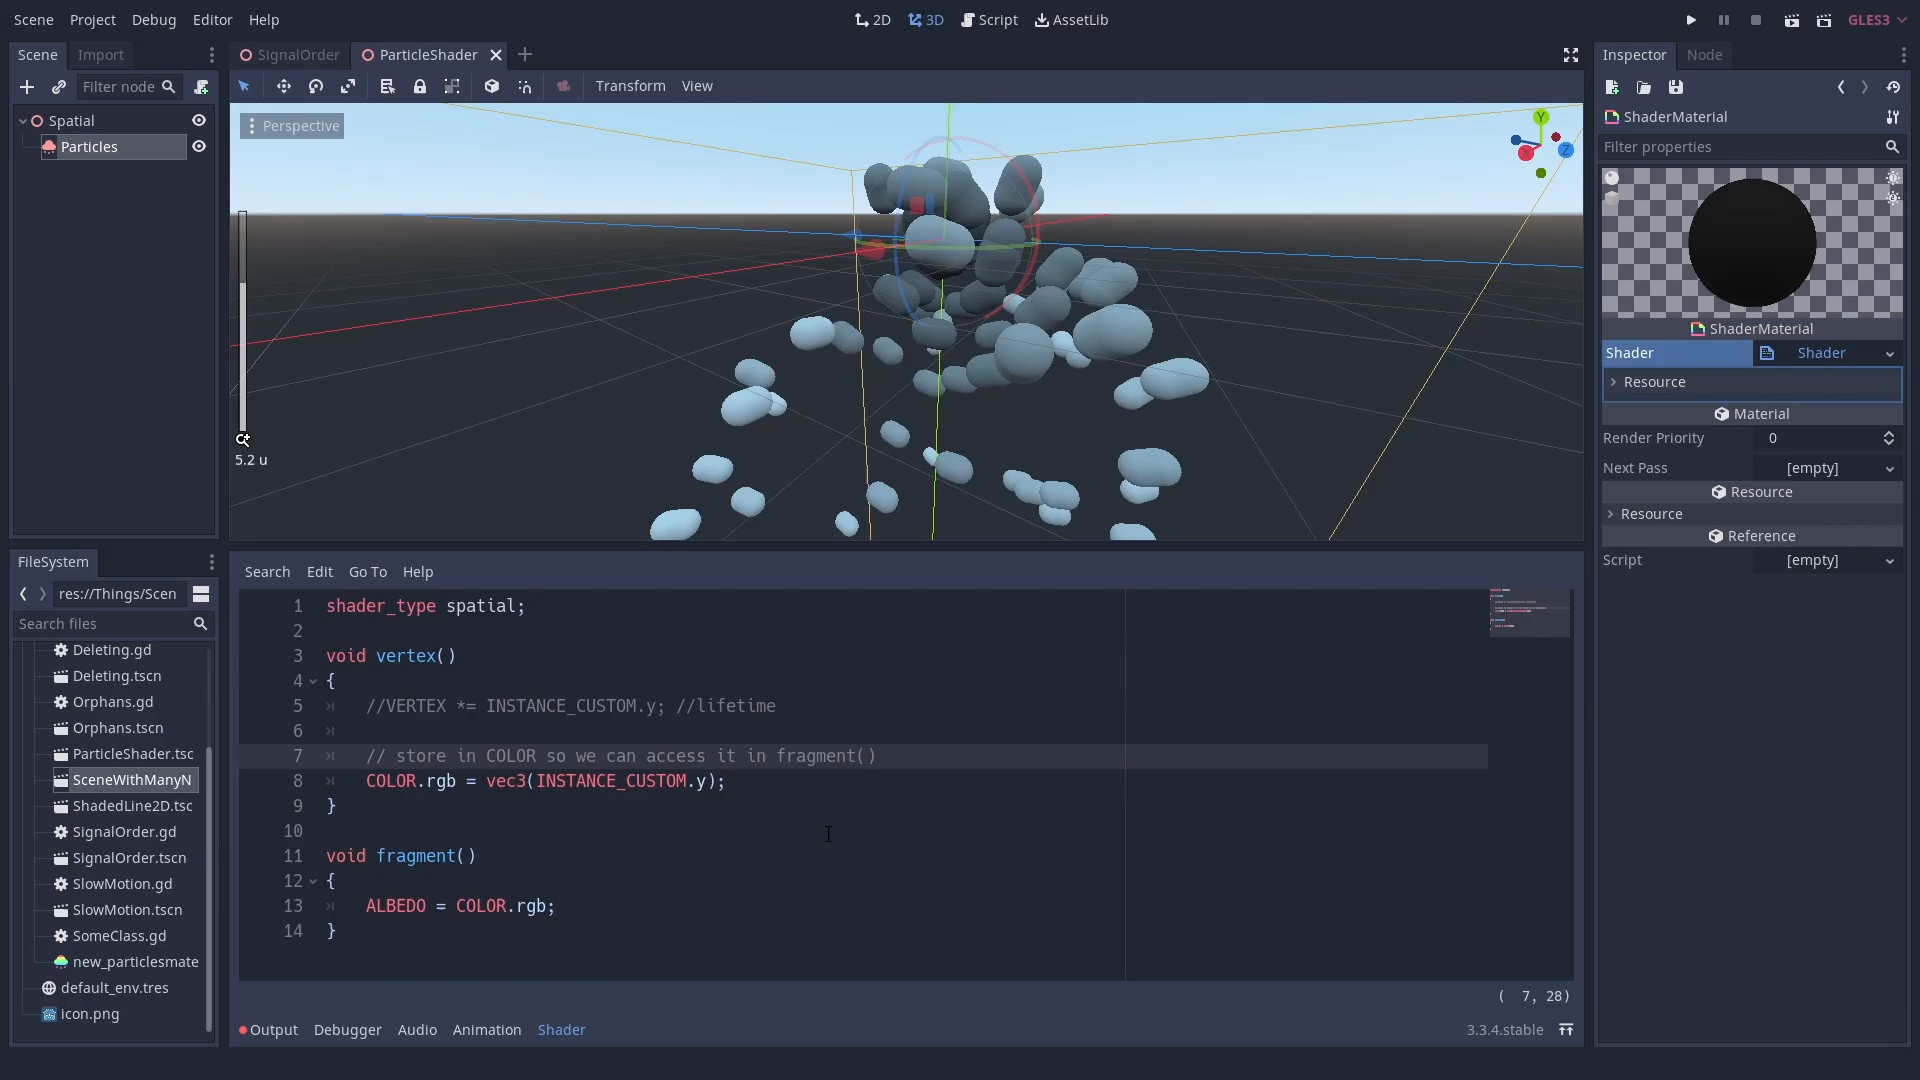 Scene Project Debug Editor Help
2D 3D Script AssetLib
GLES3
Scene Import
Filter node
Spatial
Particles
SignalOrder ParticleShader
Transform View
Perspective
Y
X
Z
5.2 u
FileSystem
res://Things/Scen
Search files
Deleting.gd
Deleting.tscn
Orphans.gd
Orphans.tscn
ParticleShader.tsc
SceneWithManyN
ShadedLine2D.tsc
SignalOrder.gd
SignalOrder.tscn
SlowMotion.gd
SlowMotion.tscn
SomeClass.gd
new_particlesmate
default_env.tres
icon.png
Search Edit Go To Help
1 shader_type spatial;
2
3 void vertex()
4 {
5 //VERTEX *= INSTANCE_CUSTOM.y; //lifetime
6
7 // store in COLOR so we can access it in fragment()
8 COLOR.rgb = vec3(INSTANCE_CUSTOM.y);
9 }
10
11 void fragment()
12 {
13 ALBEDO = COLOR.rgb;
14 }
( 7, 28)
Output Debugger Audio Animation Shader
3.3.4.stable
Inspector Node
ShaderMaterial
Filter properties
ShaderMaterial
Shader Shader
Resource
Material
Render Priority 0
Next Pass [empty]
Resource
Resource
Reference
Script [empty]